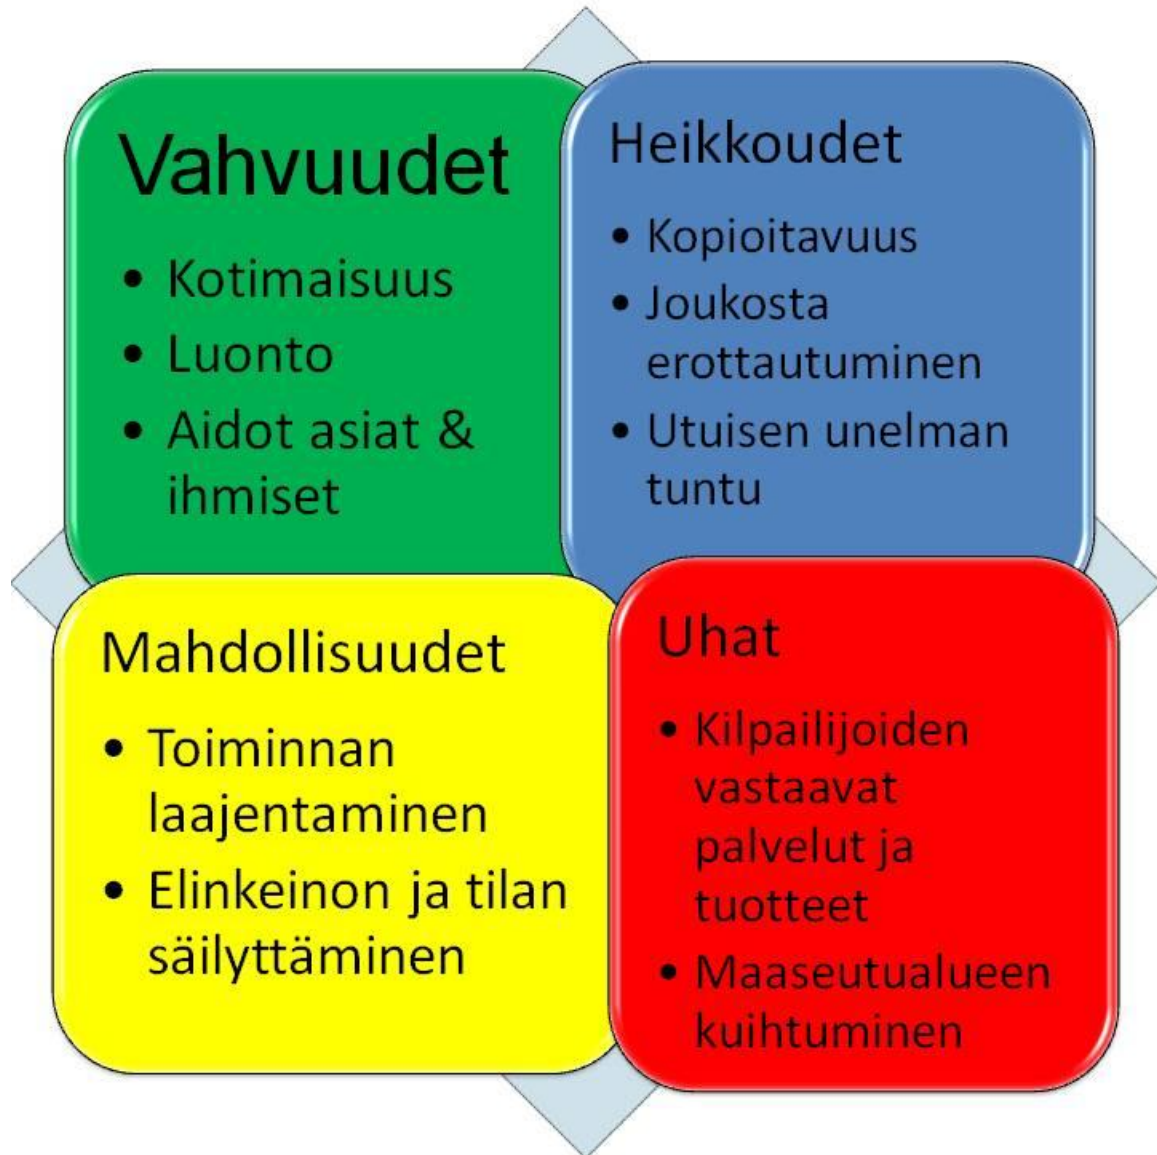 Vahvuudet
• Kotimaisuus
• Luonto
• Aidot asiat &
ihmiset
Heikkoudet
• Kopioitavuus
• Joukosta
erottautuminen
• Utuisen unelman
tuntu
Mahdollisuudet
• Toiminnan
laajentaminen
• Elinkeinon ja tilan
säilyttäminen
Uhat
• Kilpailijoiden
vastaavat
palvelut ja
tuotteet
• Maaseutualueen
kuihtuminen